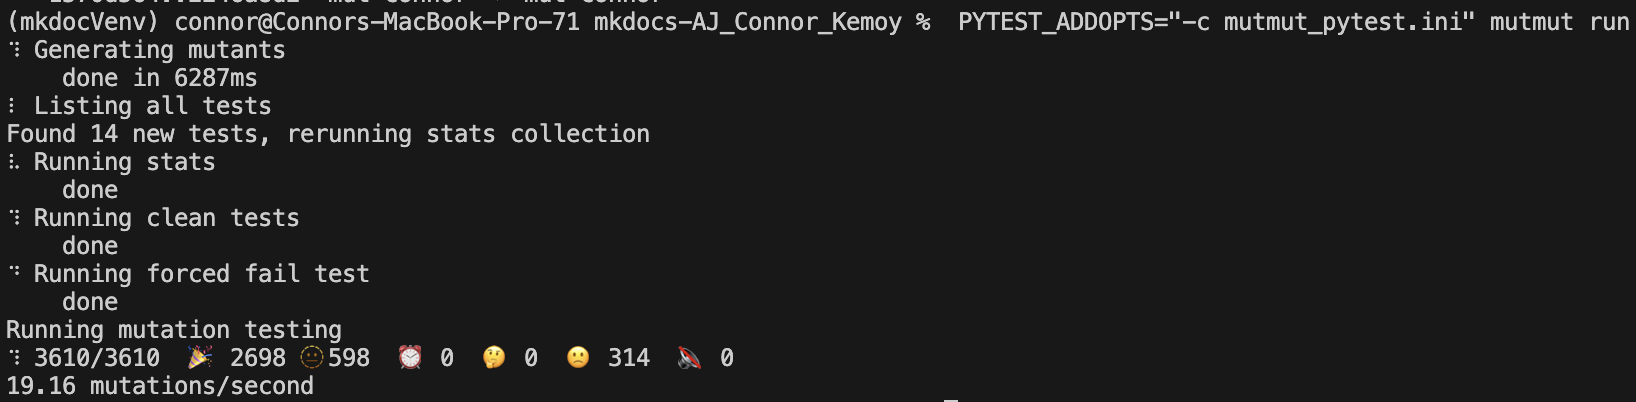 (mkdocVenv) connor@Connors-MacBook-Pro-71 mkdocs-AJ_Connor_Kemoy %  PYTEST_ADDOPTS="-c mutmut_pytest.ini" mutmut run
⠹ Generating mutants
    done in 6287ms
⠇ Listing all tests
Found 14 new tests, rerunning stats collection
⠧ Running stats
    done
⠹ Running clean tests
    done
⠙ Running forced fail test
    done
Running mutation testing
⠹ 3610/3610  🎉 2698 🫥 598  ⏰ 0  🤔 0  🙁 314  🔇 0
19.16 mutations/second